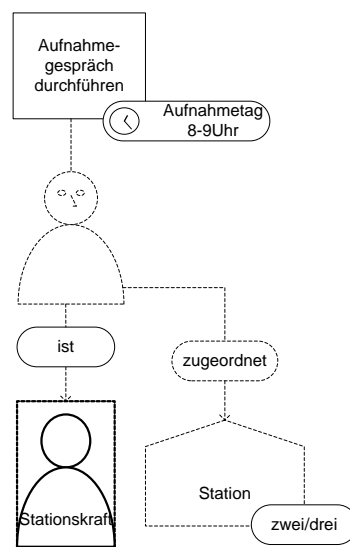 Aufnahme-
gespräch
durchführen
Aufnahmetag
8-9Uhr
ist
zugeordnet
Stationskraft
Station
zwei/drei